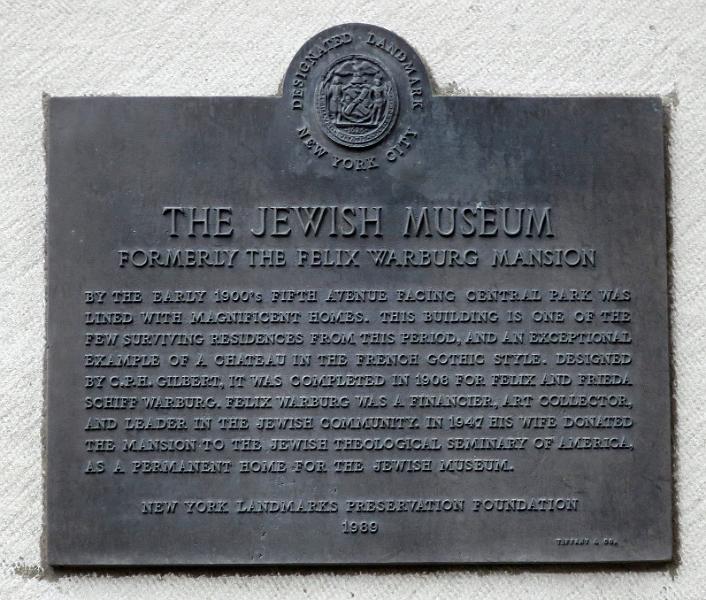 DESIGNATED LANDMARK
NEW YORK CITY
THE JEWISH MUSEUM
FORMERLY THE FELIX WARBURG MANSION
BY THE EARLY 1900's FIFTH AVENUE FACING CENTRAL PARK WAS
LINED WITH MAGNIFICENT HOMES. THIS BUILDING IS ONE OF THE
FEW SURVIVING RESIDENCES FROM THIS PERIOD, AND AN EXCEPTIONAL
EXAMPLE OF A CHATEAU IN THE FRENCH GOTHIC STYLE. DESIGNED
BY C.P.H. GILBERT, IT WAS COMPLETED IN 1908 FOR FELIX AND FRIEDA
SCHIFF WARBURG. FELIX WARBURG WAS A FINANCIER, ART COLLECTOR,
AND LEADER IN THE JEWISH COMMUNITY. IN 1947 HIS WIFE DONATED
THE MANSION TO THE JEWISH THEOLOGICAL SEMINARY OF AMERICA,
AS A PERMANENT HOME FOR THE JEWISH MUSEUM.
NEW YORK LANDMARKS PRESERVATION FOUNDATION
1989
TIFFANY & CO.